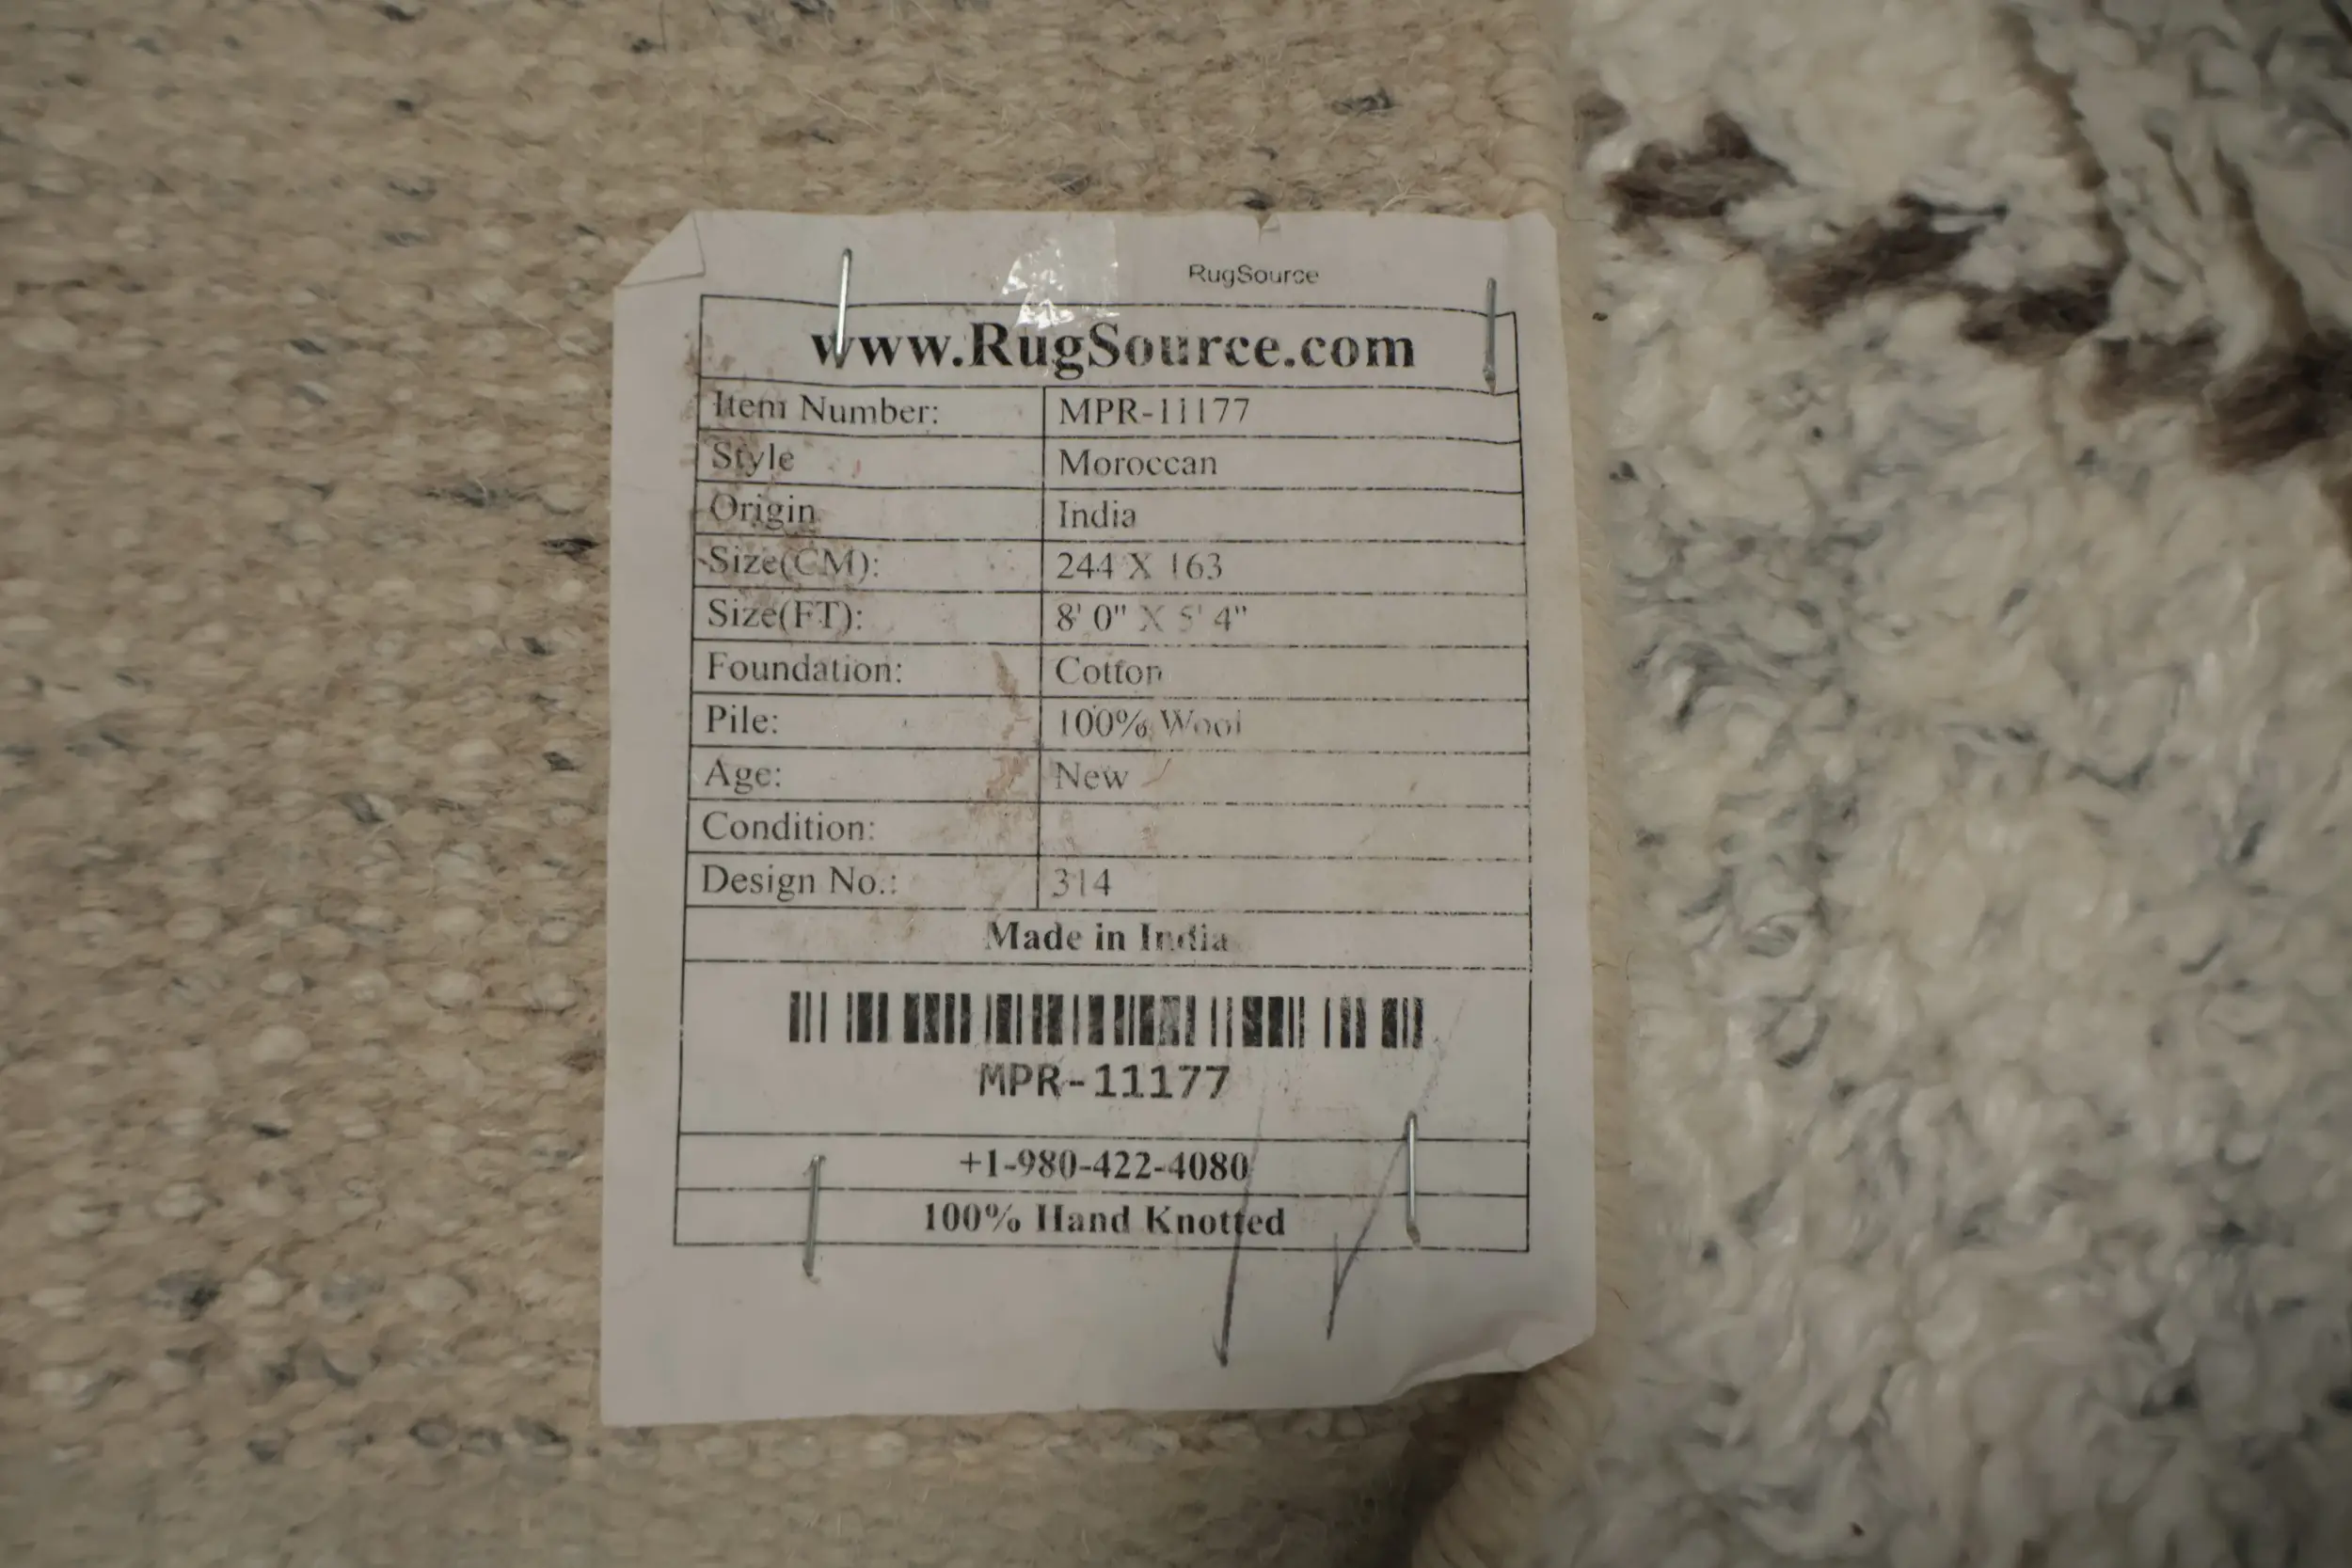 RugSource
www.RugSource.com
Item Number: MPR-11177
Style Moroccan
Origin India
Size(CM): 244 X 163
Size(FT): 8' 0" X 5' 4"
Foundation: Cotton
Pile: 100% Wool
Age: New
Condition:
Design No.: 314
Made in India
MPR-11177
+1-980-422-4080
100% Hand Knotted